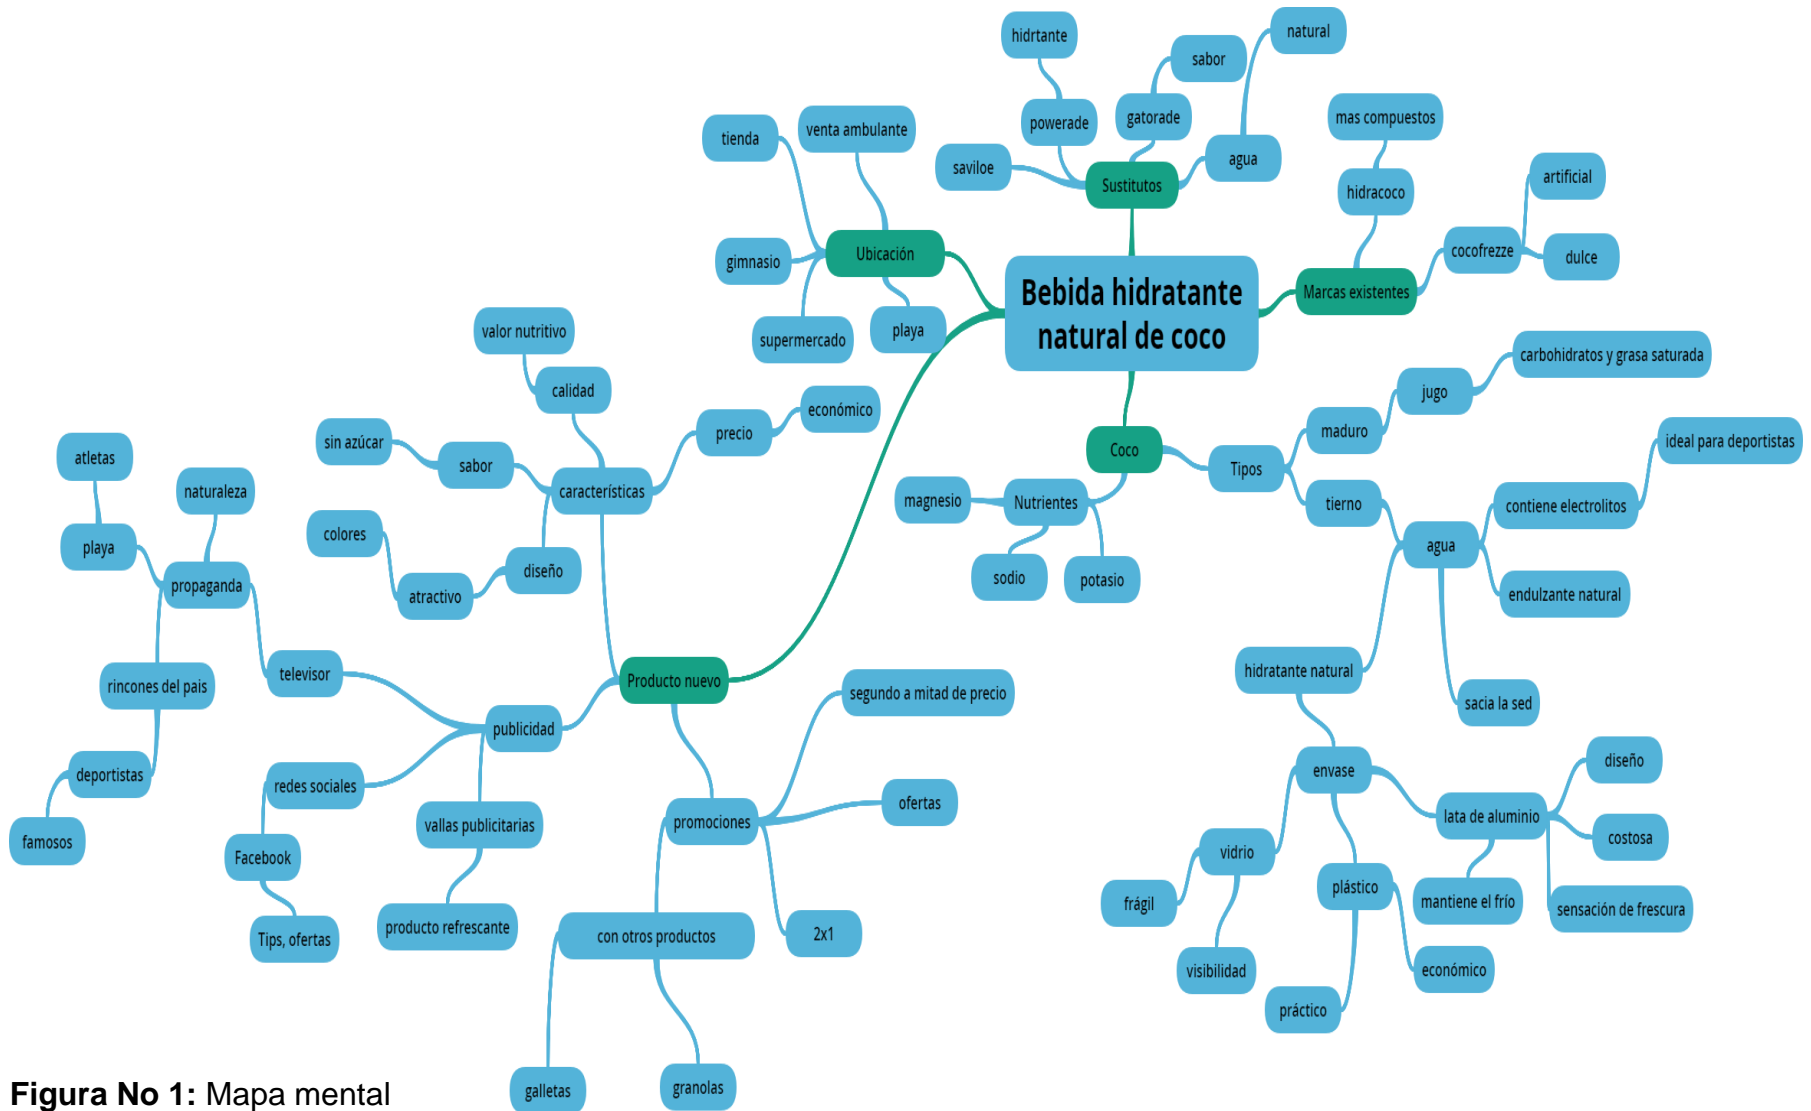 Bebida hidratante
natural de coco
Sustitutos
saviloe
powerade
hidrtante
gatorade
sabor
agua
natural
Marcas existentes
hidracoco
mas compuestos
cocofrezze
artificial
dulce
Ubicación
tienda
venta ambulante
gimnasio
supermercado
playa
Coco
Nutrientes
magnesio
sodio
potasio
Tipos
maduro
jugo
carbohidratos y grasa saturada
tierno
agua
contiene electrolitos
ideal para deportistas
endulzante natural
sacia la sed
hidratante natural
envase
vidrio
frágil
visibilidad
plástico
práctico
económico
lata de aluminio
diseño
costosa
sensación de frescura
mantiene el frío
Producto nuevo
características
calidad
valor nutritivo
precio
económico
sabor
sin azúcar
diseño
atractivo
colores
publicidad
televisor
propaganda
naturaleza
playa
atletas
rincones del pais
deportistas
famosos
redes sociales
Facebook
Tips, ofertas
vallas publicitarias
producto refrescante
promociones
segundo a mitad de precio
ofertas
2x1
con otros productos
galletas
granolas
Figura No 1: Mapa mental